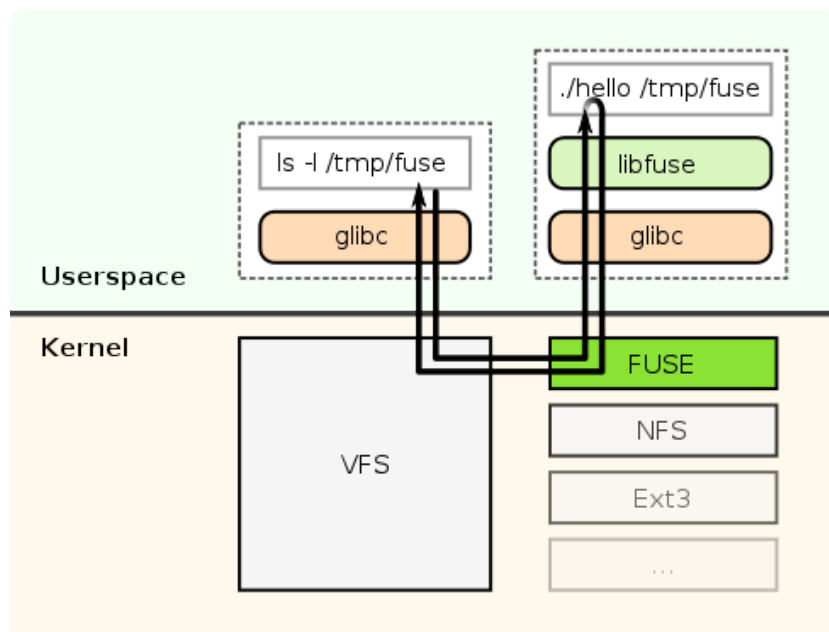 ./hello /tmp/fuse
ls -l /tmp/fuse
libfuse
glibc
glibc
Userspace
Kernel
FUSE
NFS
VFS
Ext3
...